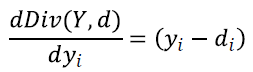 dDiv(Y, d) / dy_i = (y_i − d_i)